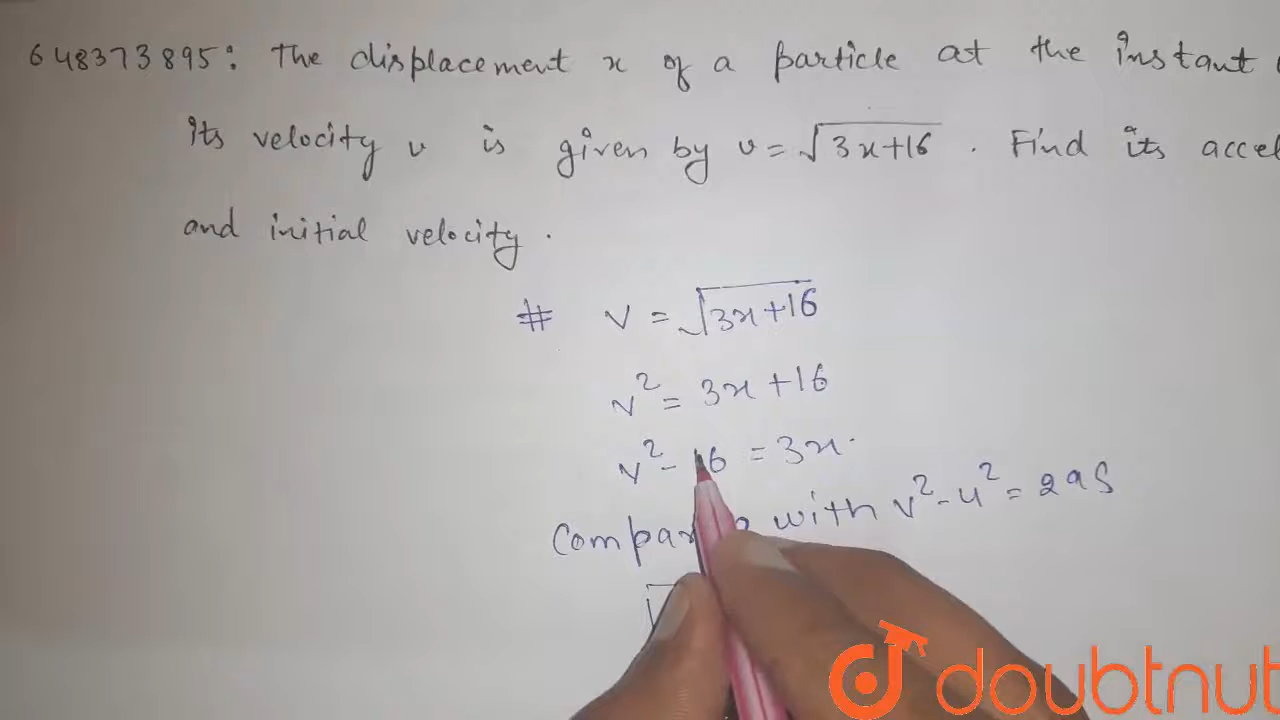 648373895: The displacement x of a particle at the instant
its velocity v is given by v=√3x+16 . Find its accel
and initial velocity.
# v = √3x+16
v² = 3x+16
v² - 16 = 3x.
with v² - u² = 2as
doubtnut